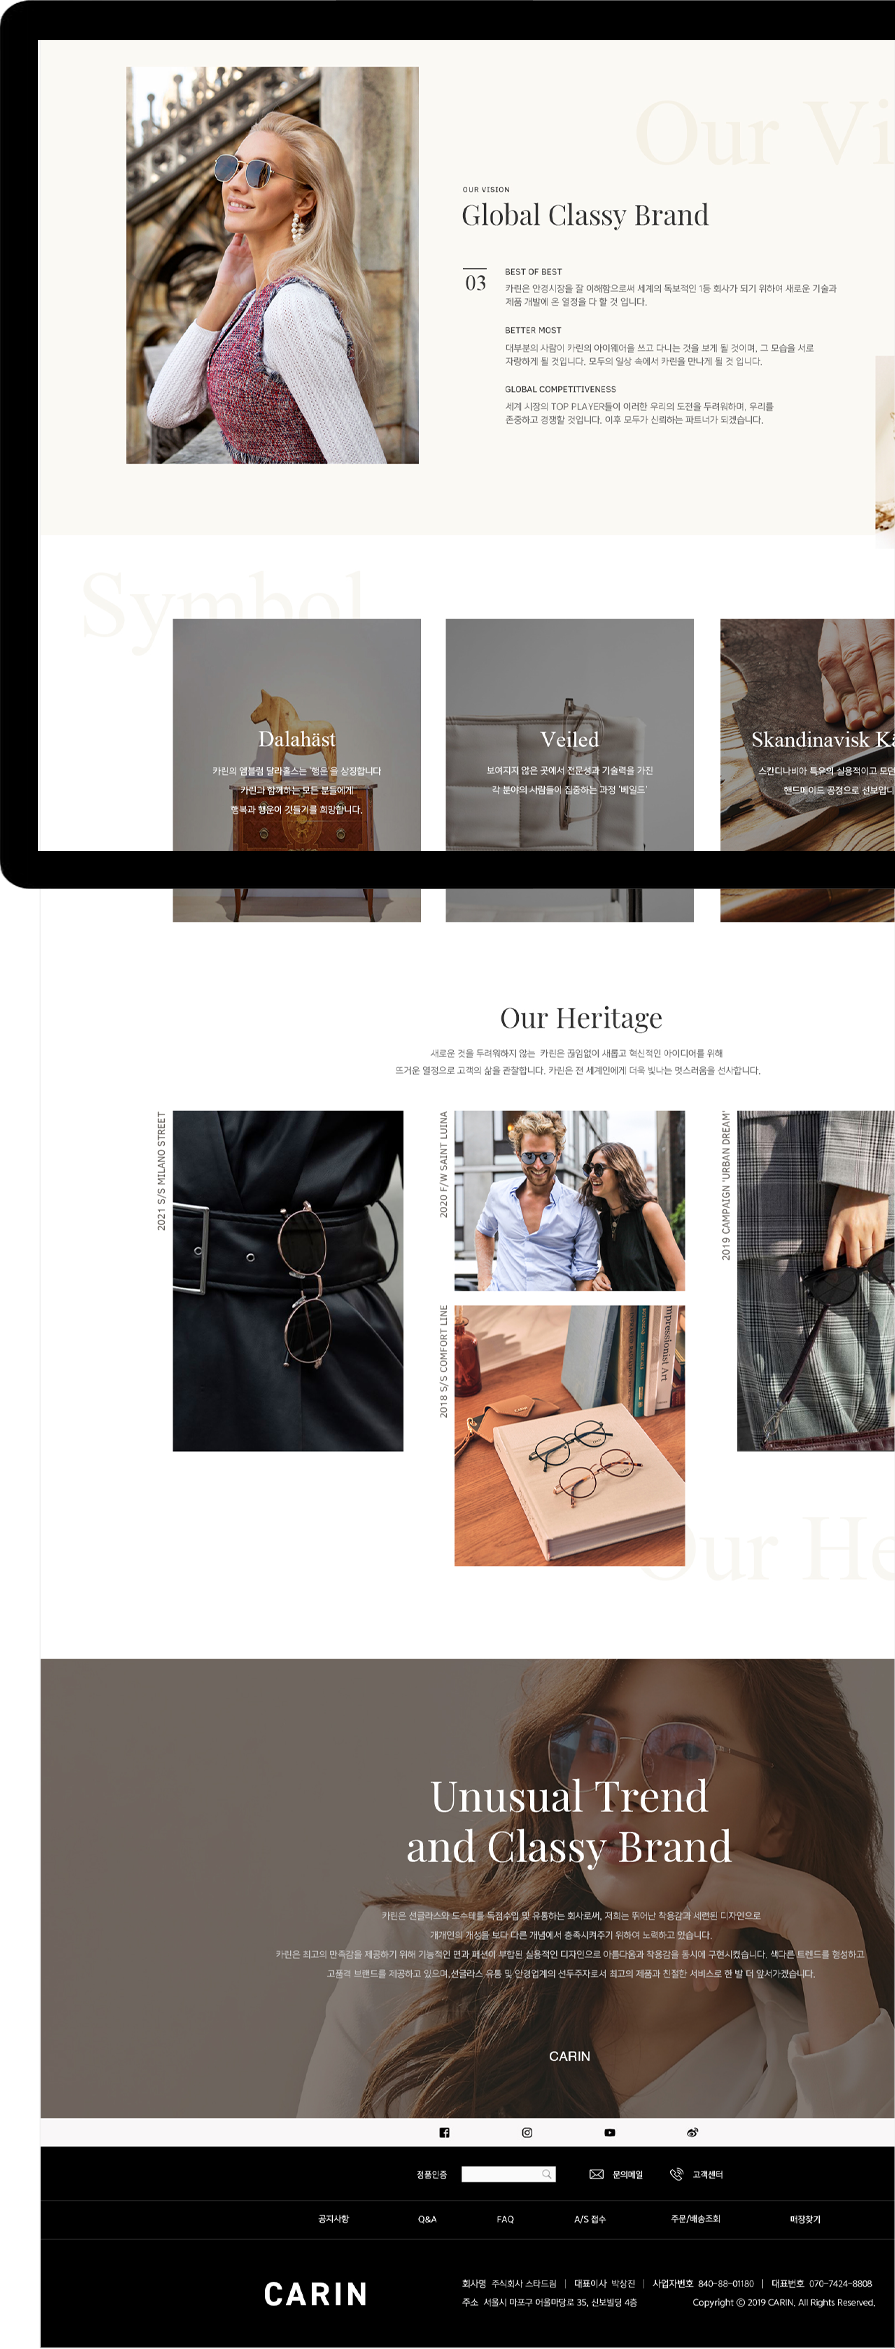 Our Vi
OUR VISION
Global Classy Brand
03
BEST OF BEST
카린은 안경시장을 잘 이해함으로써 세계의 독보적인 1등 회사가 되기 위하여 새로운 기술과
제품 개발에 온 열정을 다 할 것 입니다.
BETTER MOST
대부분의 사람이 카린의 아이웨어을 쓰고 다니는 것을 보게 될 것이며, 그 모습을 서로
자랑하게 될 것입니다. 모두의 일상 속에서 카린을 만나게 될 것 입니다.
GLOBAL COMPETITIVENESS
세계 시장의 TOP PLAYER들이 이러한 우리의 도전을 두려워하며, 우리를
존중하고 경쟁할 것입니다. 이후 모두가 신뢰하는 파트너가 되겠습니다.
Symbol
Dalahäst
카린의 엠블럼 달라홀스는 '행운'을 상징합니다
카린과 함께하는 모든 분들에게
행복과 행운이 깃들기를 희망합니다.
Veiled
보여지지 않은 곳에서 전문성과 기술력을 가진
각 분야의 사람들이 집중하는 과정 '베일드'
Skandinavisk Kä
스칸디나비아 특유의 실용적이고 모던
핸드메이드 공정으로 선보입니
Our Heritage
새로운 것을 두려워하지 않는 카린은 끊임없이 새롭고 혁신적인 아이디어를 위해
뜨거운 열정으로 고객의 삶을 관찰합니다. 카린은 전 세계인에게 더욱 빛나는 멋스러움을 선사합니다.
2021 S/S MILANO STREET
2020 F/W SAINT LUINA
2019 CAMPAIGN 'URBAN DREAM'
2018 S/S COMFORT LINE
mpressionist Art
Our He
Unusual Trend
and Classy Brand
카린은 선글라스와 도수테를 독점수입 및 유통하는 회사로써, 저희는 뛰어난 착용감과 세련된 디자인으로
개개인의 개성을 보다 다른 개념에서 충족시켜주기 위하여 노력하고 있습니다.
카린은 최고의 만족감을 제공하기 위해 기능적인 면과 패션이 부합된 실용적인 디자인으로 아름다움과 착용감을 동시에 구현시켰습니다. 색다른 트렌드를 형성하고
고품격 브랜드를 제공하고 있으며,선글라스 유통 및 안경업계의 선두주자로서 최고의 제품과 친절한 서비스로 한 발 더 앞서가겠습니다.
CARIN
정품인증 문의메일 고객센터
공지사항 Q&A FAQ A/S 접수 주문/배송조회 매장찾기
CARIN
회사명 주식회사 스타드림 | 대표이사 박상진 | 사업자번호 840-88-01180 | 대표번호 070-7424-8808
주소 서울시 마포구 어울마당로 35, 신보빌딩 4층 Copyright ⓒ 2019 CARIN. All Rights Reserved.